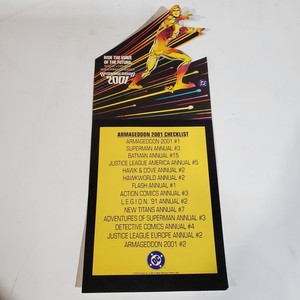 RIDE THE WAVE
OF THE FUTURE
ARMAGEDDON
2001
DC
ARMAGEDDON 2001 CHECKLIST
ARMAGEDDON 2001 #1
SUPERMAN ANNUAL #3
BATMAN ANNUAL #15
JUSTICE LEAGUE AMERICA ANNUAL #5
HAWK & DOVE ANNUAL #2
HAWKWORLD ANNUAL #2
FLASH ANNUAL #1
ACTION COMICS ANNUAL #3
L.E.G.I.O.N. '91 ANNUAL #2
NEW TITANS ANNUAL #7
ADVENTURES OF SUPERMAN ANNUAL #3
DETECTIVE COMICS ANNUAL #4
JUSTICE LEAGUE EUROPE ANNUAL #2
ARMAGEDDON 2001 #2
DC